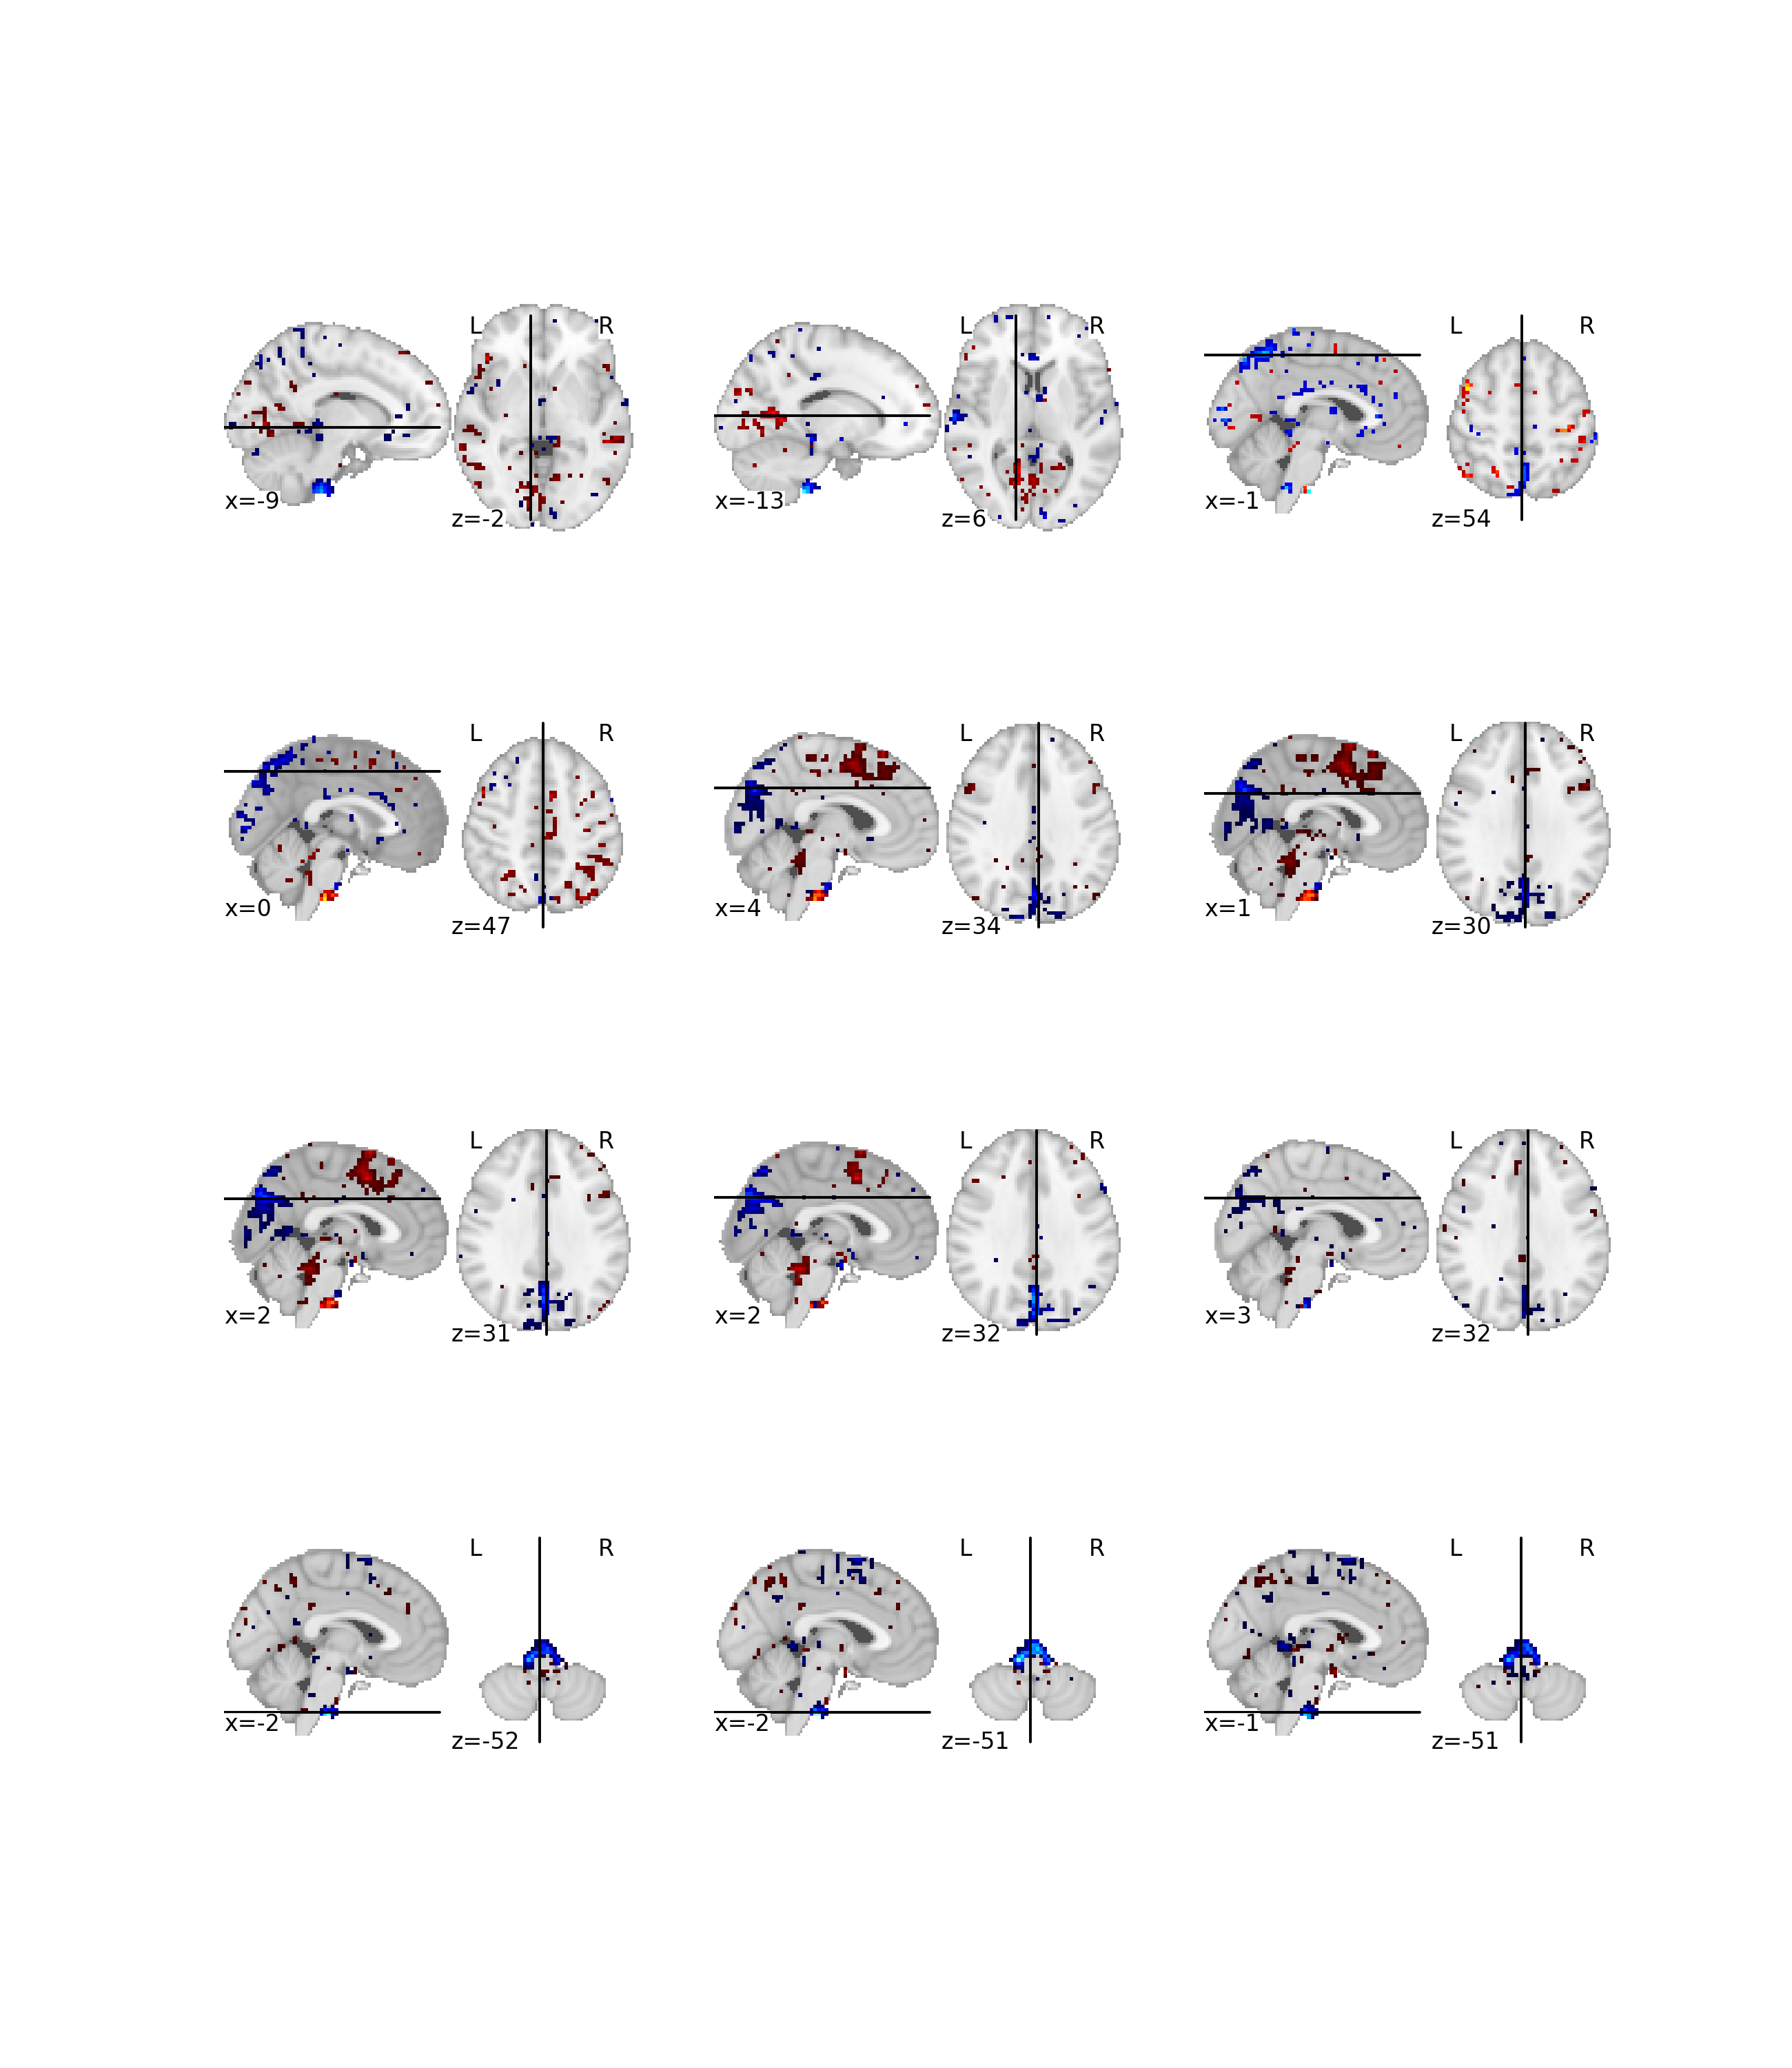 L R L R L R
x=-9 x=-13 x=-1
z=-2 z=6 z=54
L R L R L R
x=0 x=4 x=1
z=47 z=34 z=30
L R L R L R
x=2 x=2 x=3
z=31 z=32 z=32
L R L R L R
x=-2 x=-2 x=-1
z=-52 z=-51 z=-51